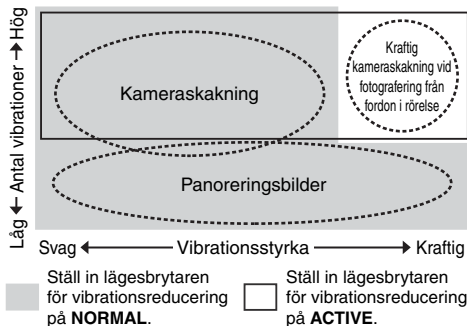 Låg ← Antal vibrationer → Hög
Kameraskakning
Kraftig
kameraskakning vid
fotografering från
fordon i rörelse
Panoreringsbilder
Svag ← Vibrationsstyrka → Kraftig
Ställ in lägesbrytaren
för vibrationsreducering
på NORMAL.
Ställ in lägesbrytaren
för vibrationsreducering
på ACTIVE.